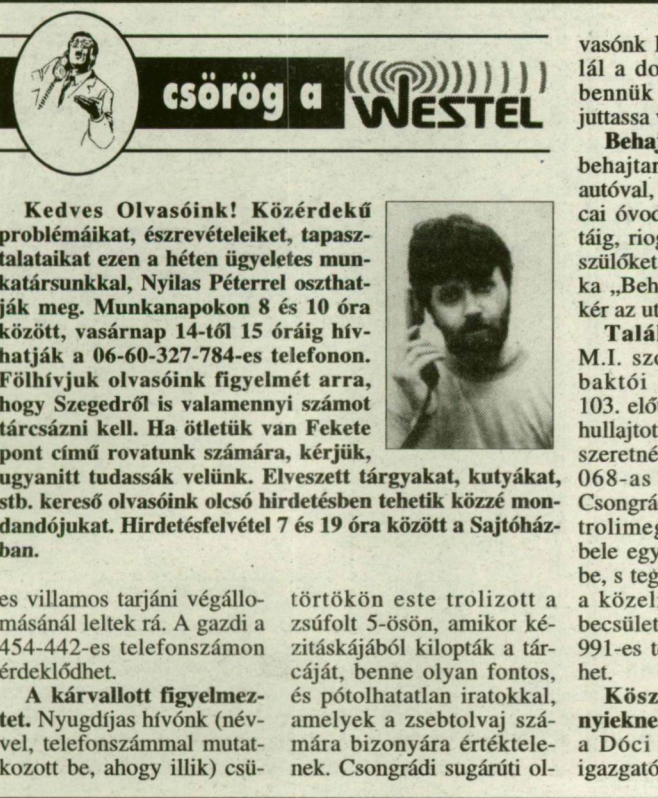 csörög a WESTEL
Kedves Olvasóink! Közérdekű
problémáikat, észrevételeiket, tapasz-
talataikat ezen a héten ügyeletes mun-
katársunkkal, Nyilas Péterrel oszthat-
ják meg. Munkanapokon 8 és 10 óra
között, vasárnap 14-től 15 óráig hív-
hatják a 06-60-327-784-es telefonon.
Fölhívjuk olvasóink figyelmét arra,
hogy Szegedről is valamennyi számot
tárcsázni kell. Ha ötletük van Fekete
pont című rovatunk számára, kérjük,
ugyanitt tudassák velünk. Elveszett tárgyakat, kutyákat,
stb. kereső olvasóink olcsó hirdetésben tehetik közzé mon-
dandójukat. Hirdetésfelvétel 7 és 19 óra között a Sajtóház-
ban.
es villamos tarjáni végállo-
másánál leltek rá. A gazdi a
454-442-es telefonszámon
érdeklődhet.
A kárvallott figyelmez-
tet. Nyugdíjas hívónk (név-
vel, telefonszámmal mutat-
kozott be, ahogy illik) csü-
törtökön este trolizott a
zsúfolt 5-ösön, amikor ké-
zitáskájából kilopták a tár-
cáját, benne olyan fontos,
és pótolhatatlan iratokkal,
amelyek a zsebtolvaj szá-
mára bizonyára értéktele-
nek. Csongrádi sugárúti ol-
vasónk
lál a do
bennük
juttassa
Behaj
behajtan
autóval,
cai óvod
táig, riog
szülőket
ka „Beh
kér az ut
Talál
M.I. szo
baktói
103. elő
hullajtot
szeretné
068-as
Csongrá
trolimeg
bele egy
be, s teg
a közel
becsület
991-es t
het.
Kösz
nyiekne
a Dóci
igazgató